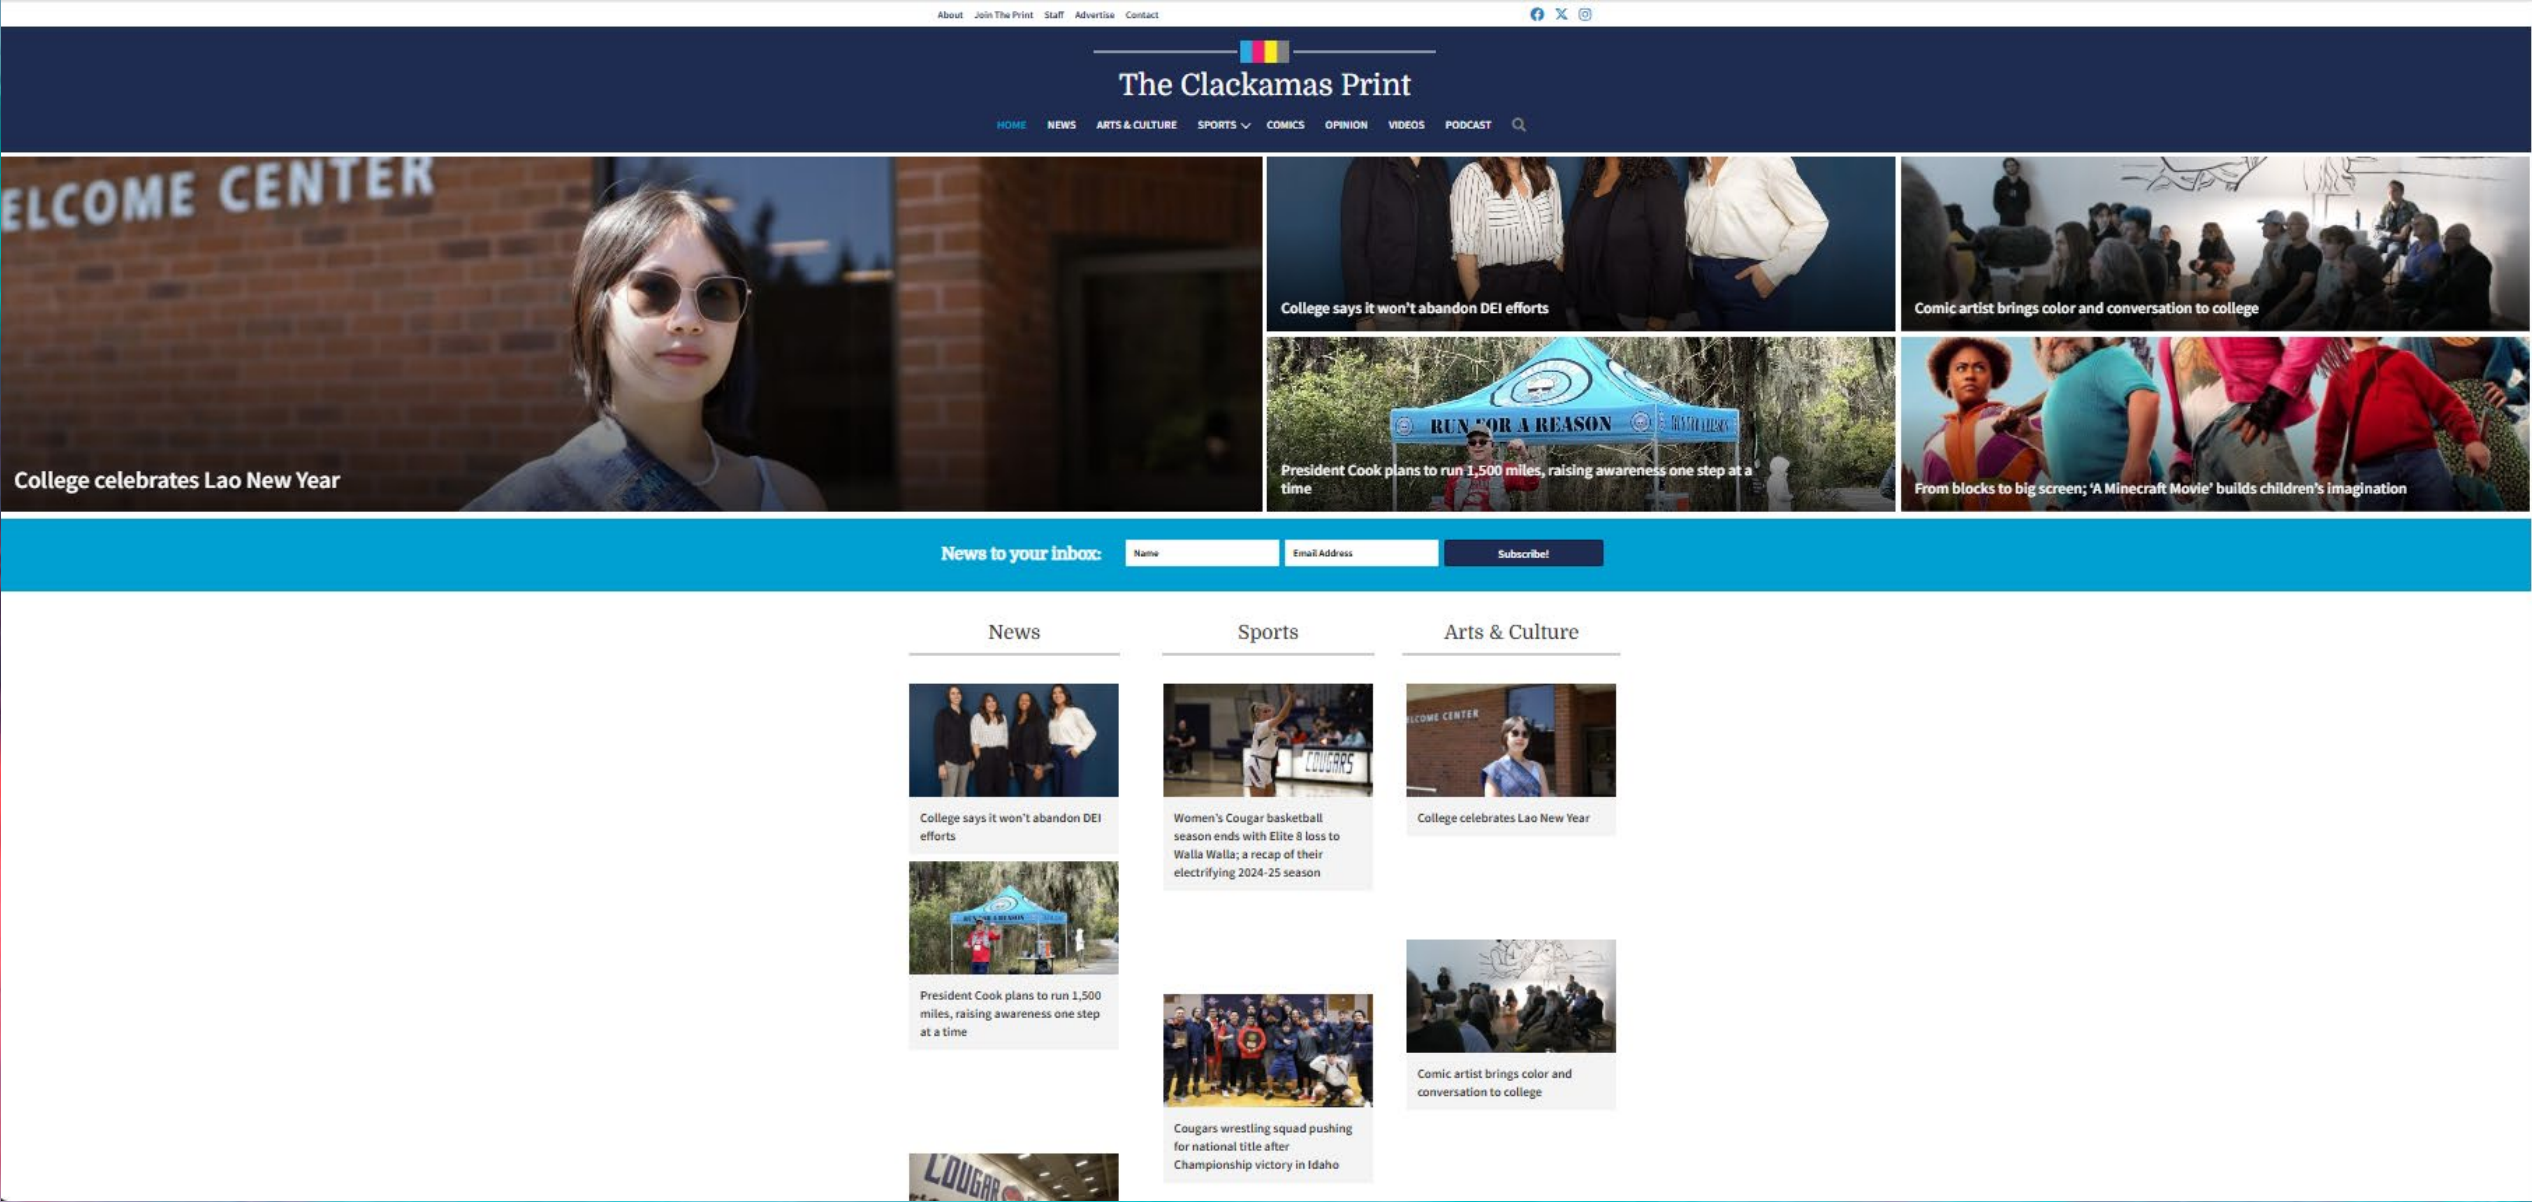 About Join The Print Staff Advertise Contact
The Clackamas Print
HOME NEWS ARTS & CULTURE SPORTS COMICS OPINION VIDEOS PODCAST
ELCOME CENTER
College celebrates Lao New Year
College says it won't abandon DEI efforts
Comic artist brings color and conversation to college
RUN FOR A REASON
President Cook plans to run 1,500 miles, raising awareness one step at a
time
From blocks to big screen; 'A Minecraft Movie' builds children's imagination
News to your inbox: Name Email Address Subscribe!
News
College says it won't abandon DEI
efforts
RUN FOR A REASON
President Cook plans to run 1,500
miles, raising awareness one step
at a time
COUGAR
Sports
COUGARS
Women's Cougar basketball
season ends with Elite 8 loss to
Walla Walla; a recap of their
electrifying 2024-25 season
Cougars wrestling squad pushing
for national title after
Championship victory in Idaho
Arts & Culture
ELCOME CENTER
College celebrates Lao New Year
Comic artist brings color and
conversation to college